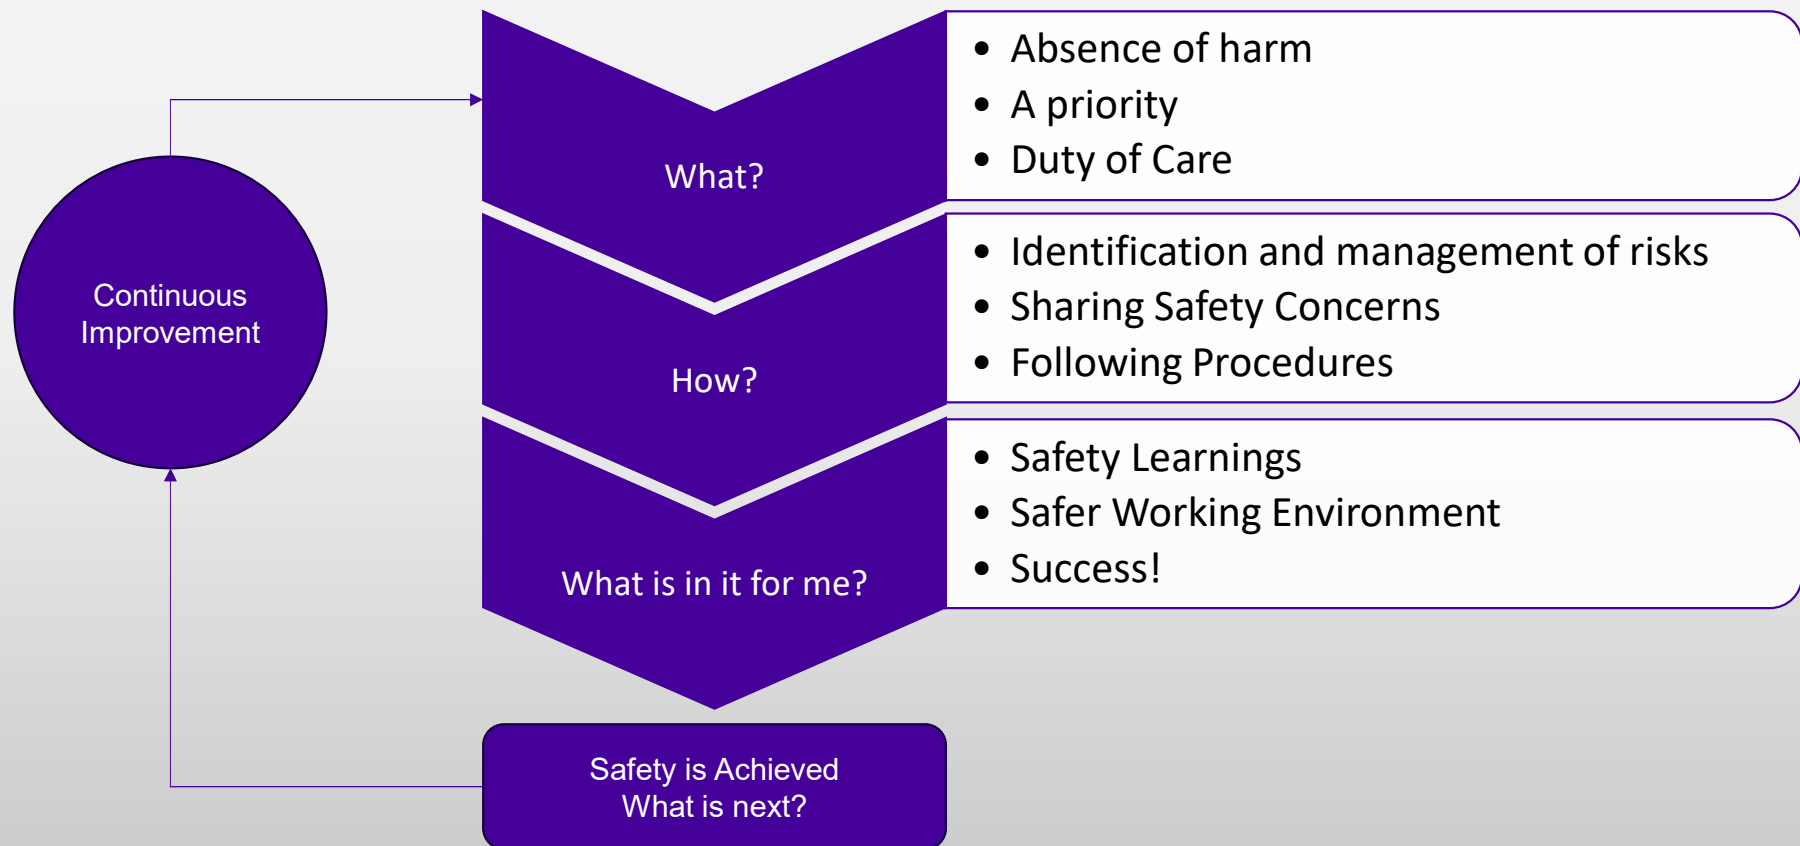 What?
• Absence of harm
• A priority
• Duty of Care
How?
• Identification and management of risks
• Sharing Safety Concerns
• Following Procedures
What is in it for me?
• Safety Learnings
• Safer Working Environment
• Success!
Safety is Achieved
What is next?
Continuous
Improvement